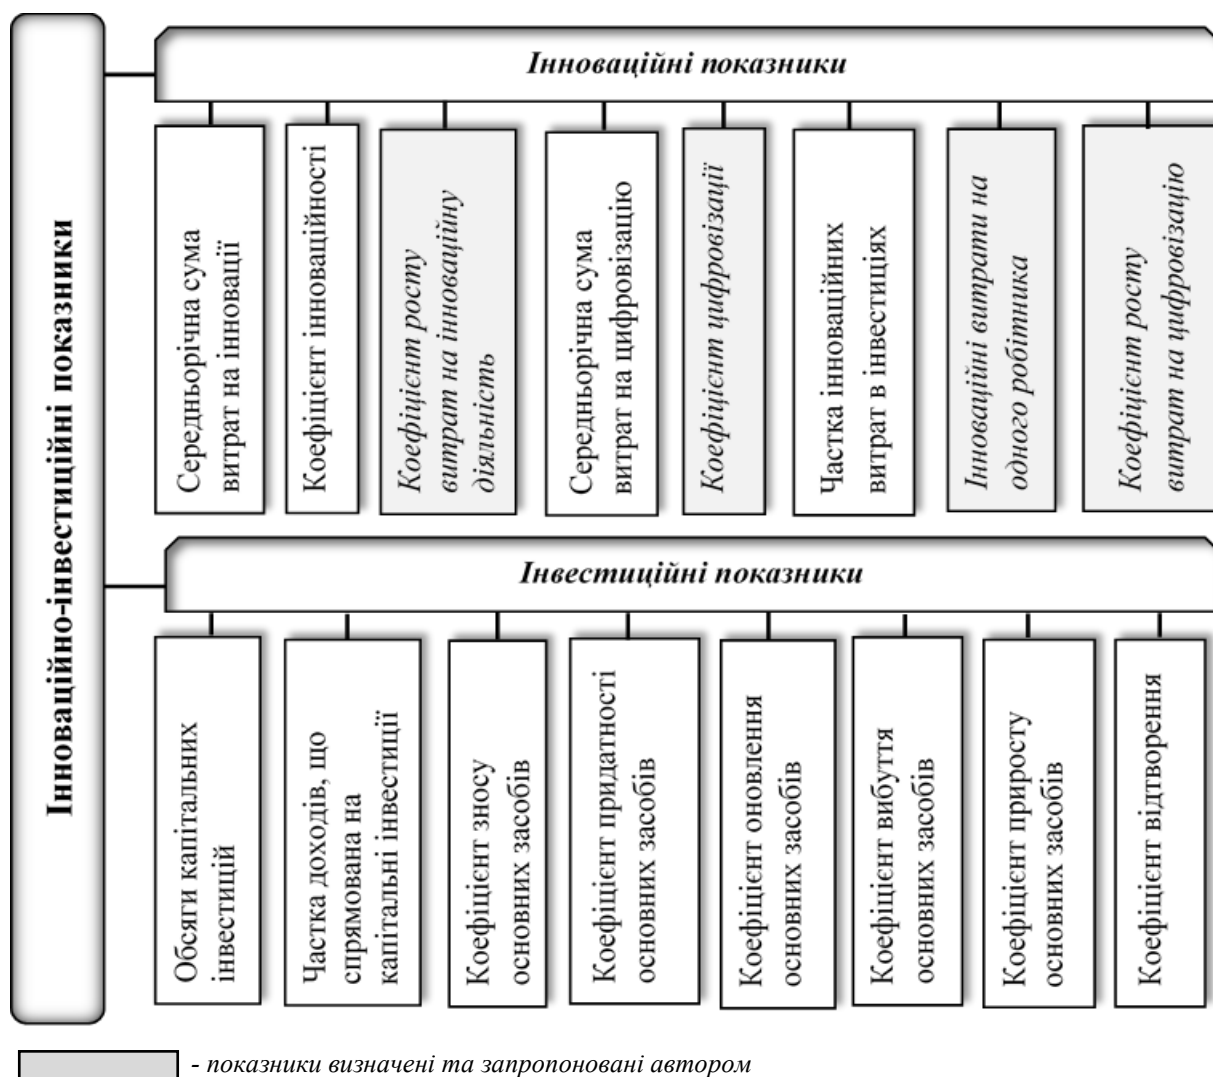 Інноваційно-інвестиційні показники
Інноваційні показники
Середньорічна сума
витрат на інновації
Коефіцієнт інноваційності
Коефіцієнт росту
витрат на інноваційну
діяльність
Середньорічна сума
витрат на цифровізацію
Коефіцієнт цифровізації
Частка інноваційних
витрат в інвестиціях
Інноваційні витрати на
одного робітника
Коефіцієнт росту
витрат на цифровізацію
Інвестиційні показники
Обсяги капітальних
інвестицій
Частка доходів, що
спрямована на
капітальні інвестиції
Коефіцієнт зносу
основних засобів
Коефіцієнт придатності
основних засобів
Коефіцієнт оновлення
основних засобів
Коефіцієнт вибуття
основних засобів
Коефіцієнт приросту
основних засобів
Коефіцієнт відтворення
- показники визначені та запропоновані автором